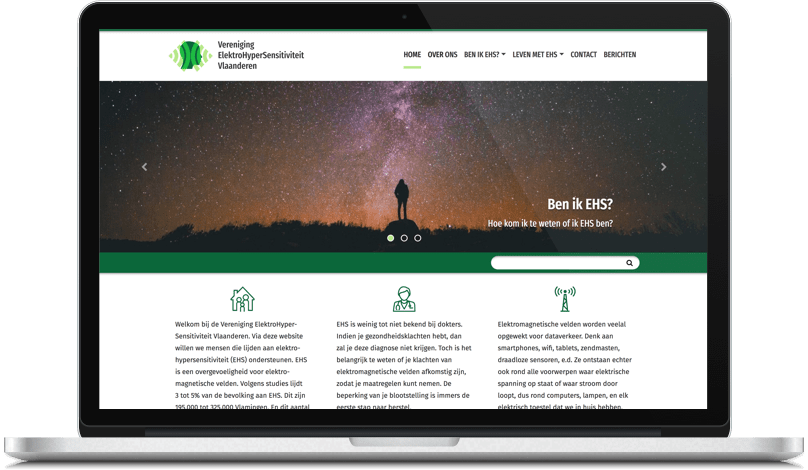 Vereniging
ElektroHyperSensitiviteit
Vlaanderen
HOME OVER ONS BEN IK EHS? LEVEN MET EHS CONTACT BERICHTEN
Ben ik EHS?
Hoe kom ik te weten of ik EHS ben?
Welkom bij de Vereniging ElektroHyper-
Sensitiviteit Vlaanderen. Via deze website
willen we mensen die lijden aan elektro-
hypersensitiviteit (EHS) ondersteunen. EHS
is een overgevoeligheid voor elektro-
magnetische velden. Volgens studies lijdt
3 tot 5% van de bevolking aan EHS. Dit zijn
195.000 tot 325.000 Vlamingen. En dit aantal
EHS is weinig tot niet bekend bij dokters.
Indien je gezondheidsklachten hebt, dan
zal je deze diagnose niet krijgen. Toch is het
belangrijk te weten of je klachten van
elektromagnetische velden afkomstig zijn,
zodat je maatregelen kunt nemen. De
beperking van je blootstelling is immers de
eerste stap naar herstel.
Elektromagnetische velden worden veelal
opgewekt voor dataverkeer. Denk aan
smartphones, wifi, tablets, zendmasten,
draadloze sensoren, e.d. Ze ontstaan echter
ook rond alle voorwerpen waar elektrische
spanning op staat of waar stroom door
loopt, dus rond computers, lampen, en elk
elektrisch toestel dat we in huis hebben.